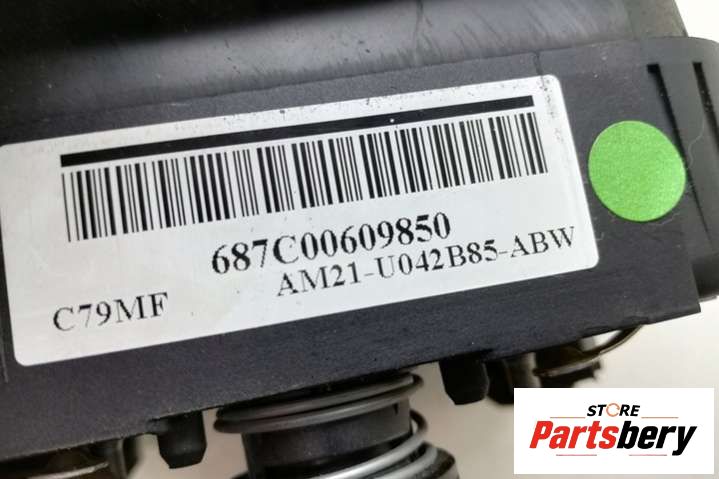 687C00609850
AM21-U042B85-ABW
C79MF
STORE
Partsbery